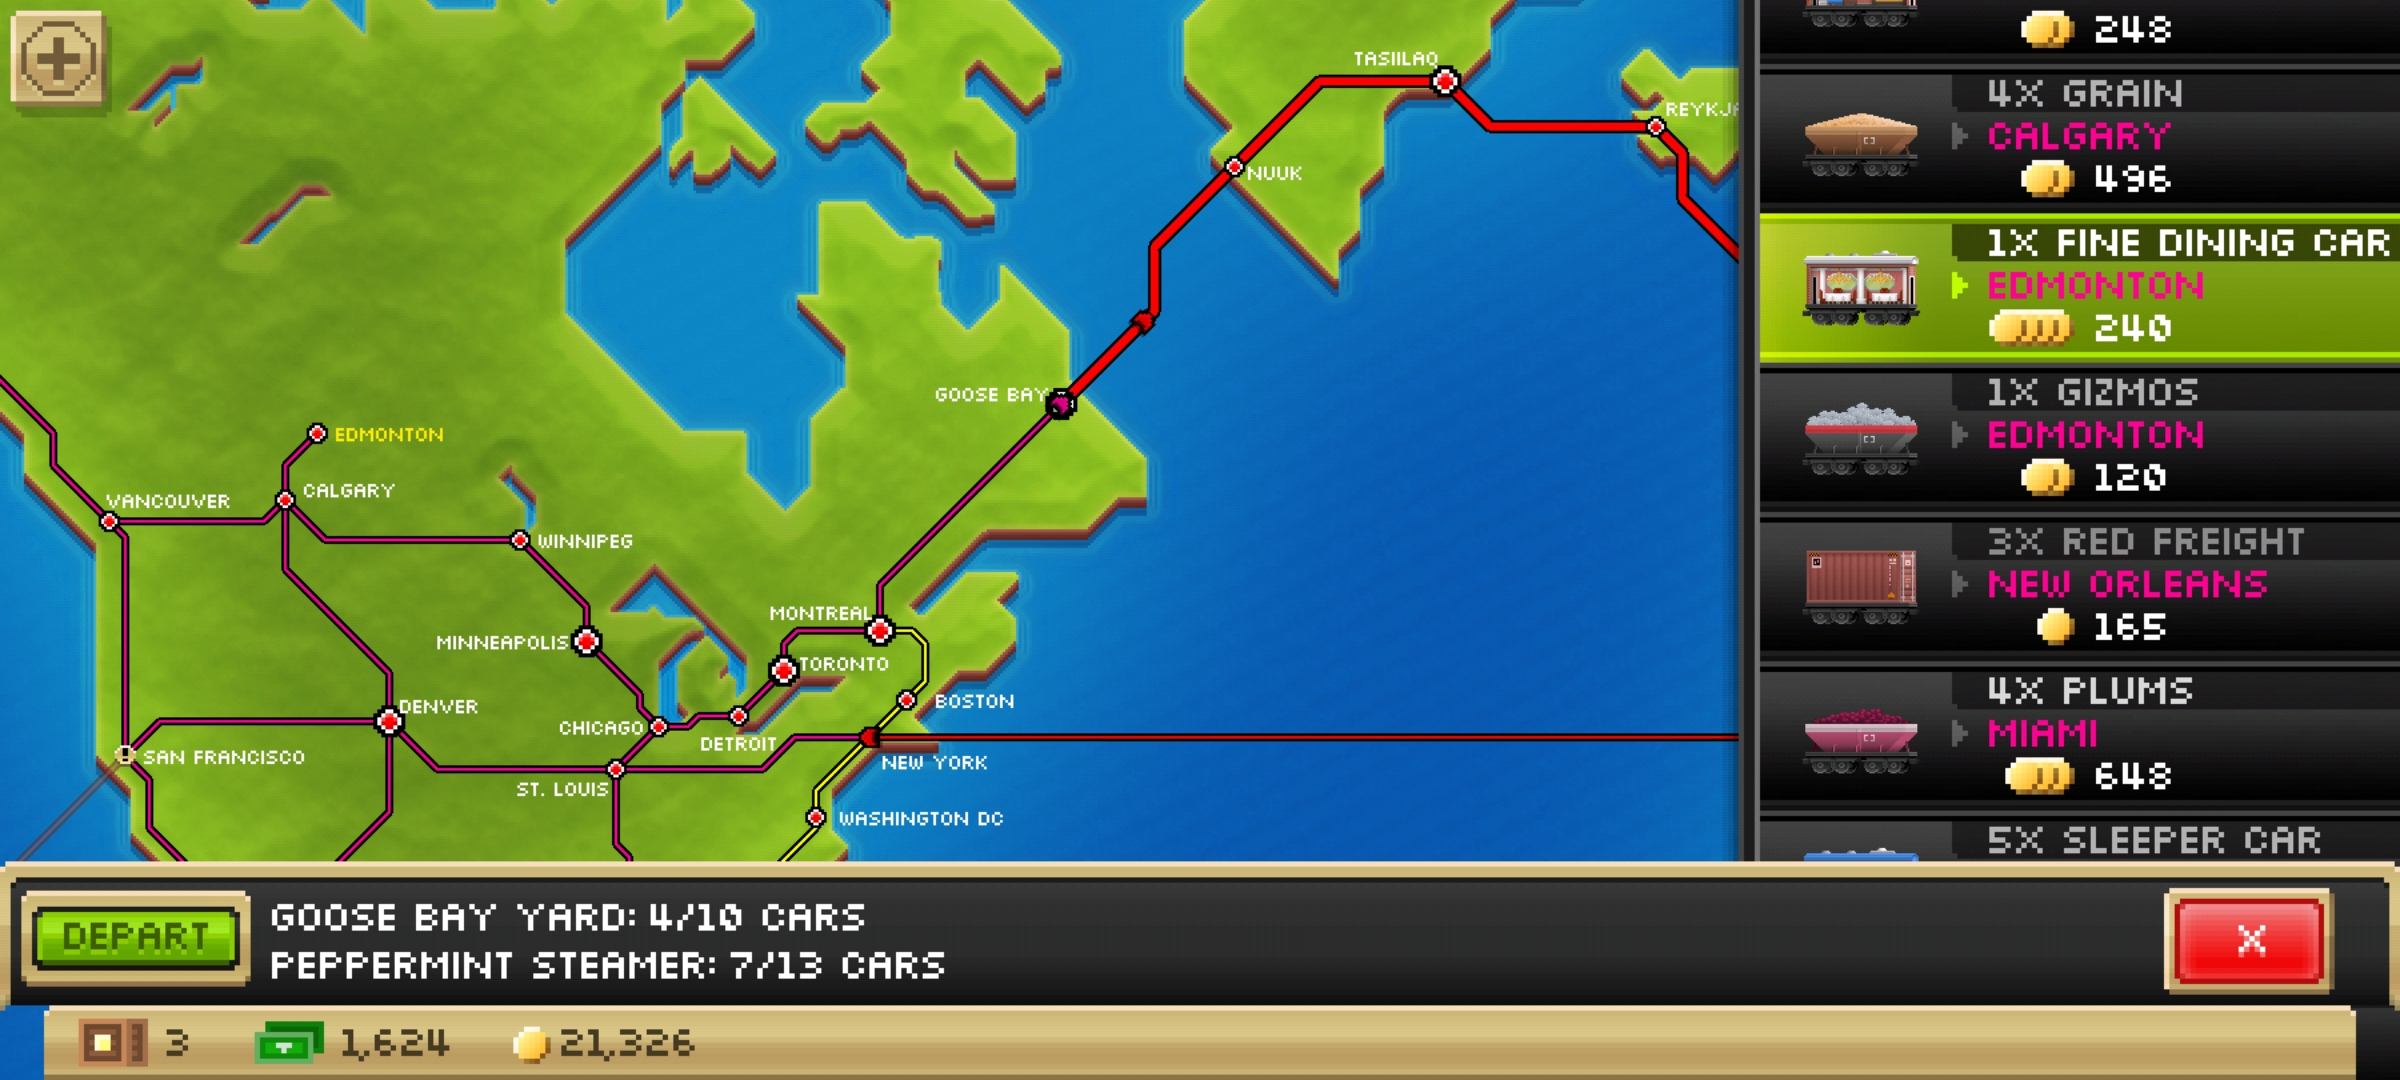 248
TASIILAQ
4X GRAIN
CALGARY
496
NUUK
1X FINE DINING CAR
EDMONTON
240
GOOSE BAY
1X GIZMOS
EDMONTON
120
EDMONTON
VANCOUVER
CALGARY
WINNIPEG
3X RED FREIGHT
NEW ORLEANS
165
MONTREAL
MINNEAPOLIS
TORONTO
4X PLUMS
MIAMI
648
BOSTON
DENVER
CHICAGO
DETROIT
SAN FRANCISCO
NEW YORK
ST. LOUIS
WASHINGTON DC
5X SLEEPER CAR
DEPART
GOOSE BAY YARD: 4/10 CARS
PEPPERMINT STEAMER: 7/13 CARS
X
3
1,624
21,326